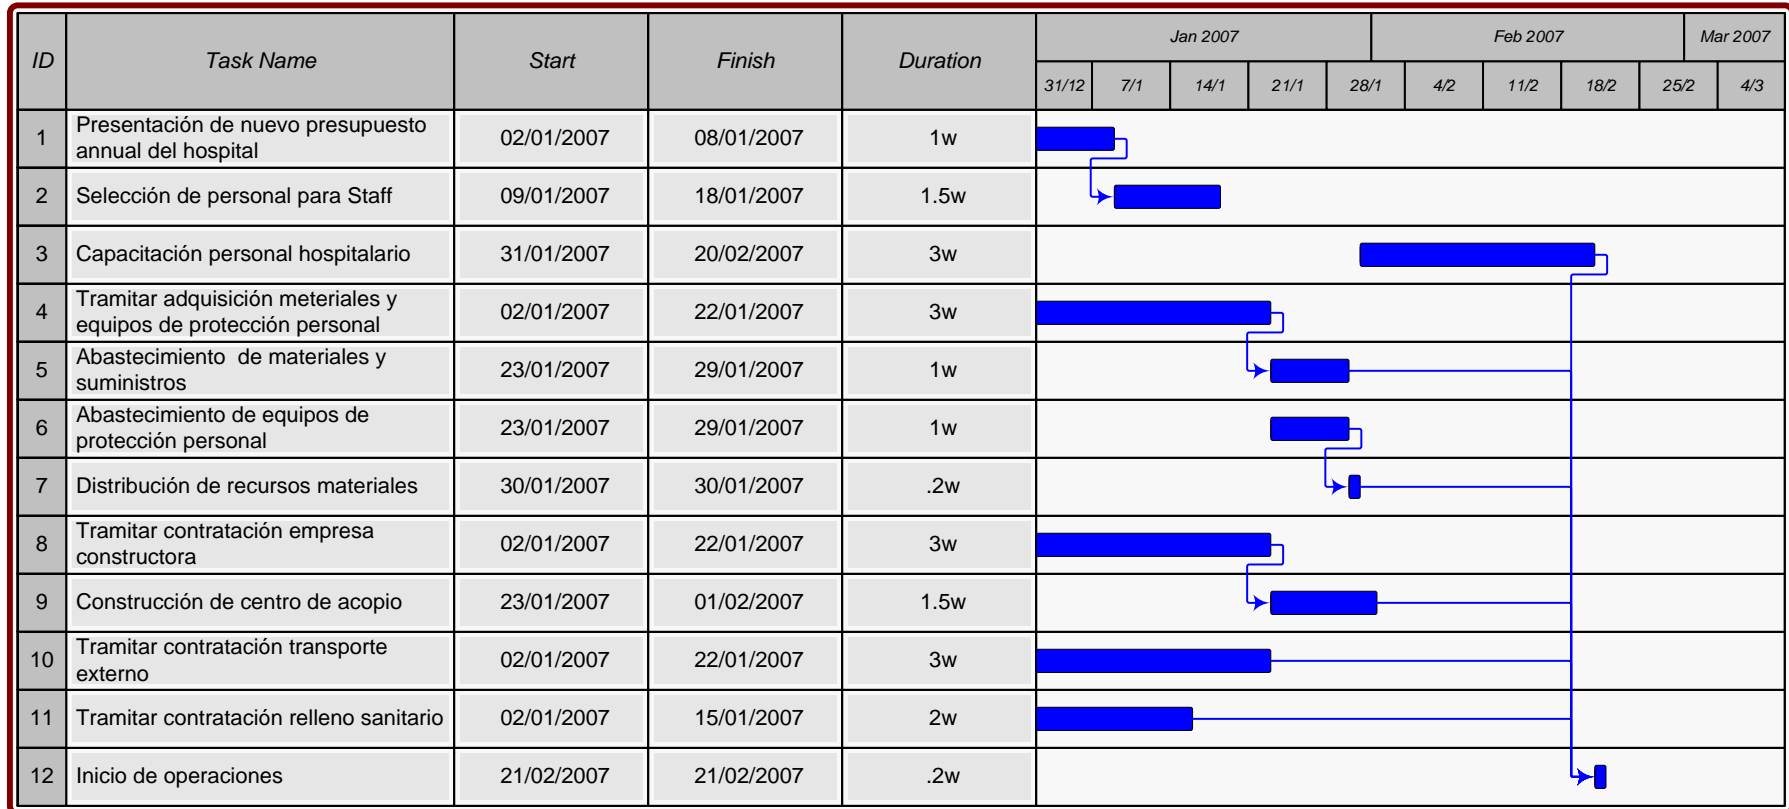 ID Task Name Start Finish Duration Jan 2007 Feb 2007 Mar 2007
31/12 7/1 14/1 21/1 28/1 4/2 11/2 18/2 25/2 4/3
1 Presentación de nuevo presupuesto
annual del hospital 02/01/2007 08/01/2007 1w
2 Selección de personal para Staff 09/01/2007 18/01/2007 1.5w
3 Capacitación personal hospitalario 31/01/2007 20/02/2007 3w
4 Tramitar adquisición meteriales y
equipos de protección personal 02/01/2007 22/01/2007 3w
5 Abastecimiento de materiales y
suministros 23/01/2007 29/01/2007 1w
6 Abastecimiento de equipos de
protección personal 23/01/2007 29/01/2007 1w
7 Distribución de recursos materiales 30/01/2007 30/01/2007 .2w
8 Tramitar contratación empresa
constructora 02/01/2007 22/01/2007 3w
9 Construcción de centro de acopio 23/01/2007 01/02/2007 1.5w
10 Tramitar contratación transporte
externo 02/01/2007 22/01/2007 3w
11 Tramitar contratación relleno sanitario 02/01/2007 15/01/2007 2w
12 Inicio de operaciones 21/02/2007 21/02/2007 .2w